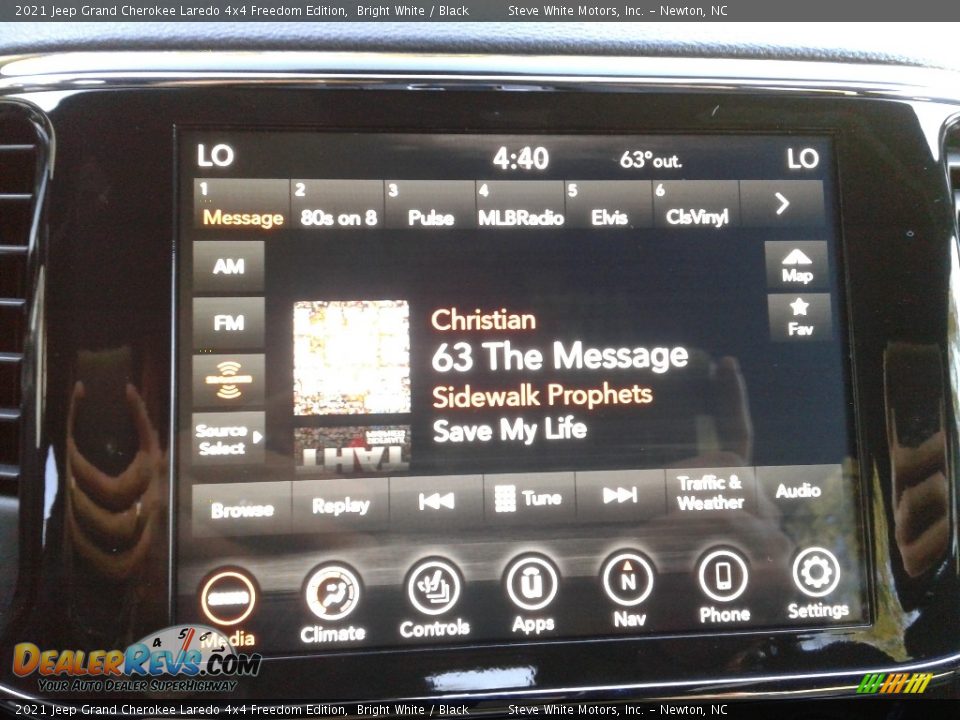 2021 Jeep Grand Cherokee Laredo 4x4 Freedom Edition, Bright White / Black Steve White Motors, Inc. – Newton, NC
LO 4:40 63° out. LO
1 Message 2 80s on 8 3 Pulse 4 MLBRadio 5 Elvis 6 ClsVinyl >
AM
FM
Source
Select
Map
Fav
Christian
63 The Message
Sidewalk Prophets
Save My Life
THAT
Browse Replay Tune Traffic &
Weather Audio
N
Media Climate Controls Apps Nav Phone Settings
4 5 6
DEALERREVS.COM
YOUR AUTO DEALER SUPERHIGHWAY
2021 Jeep Grand Cherokee Laredo 4x4 Freedom Edition, Bright White / Black Steve White Motors, Inc. – Newton, NC